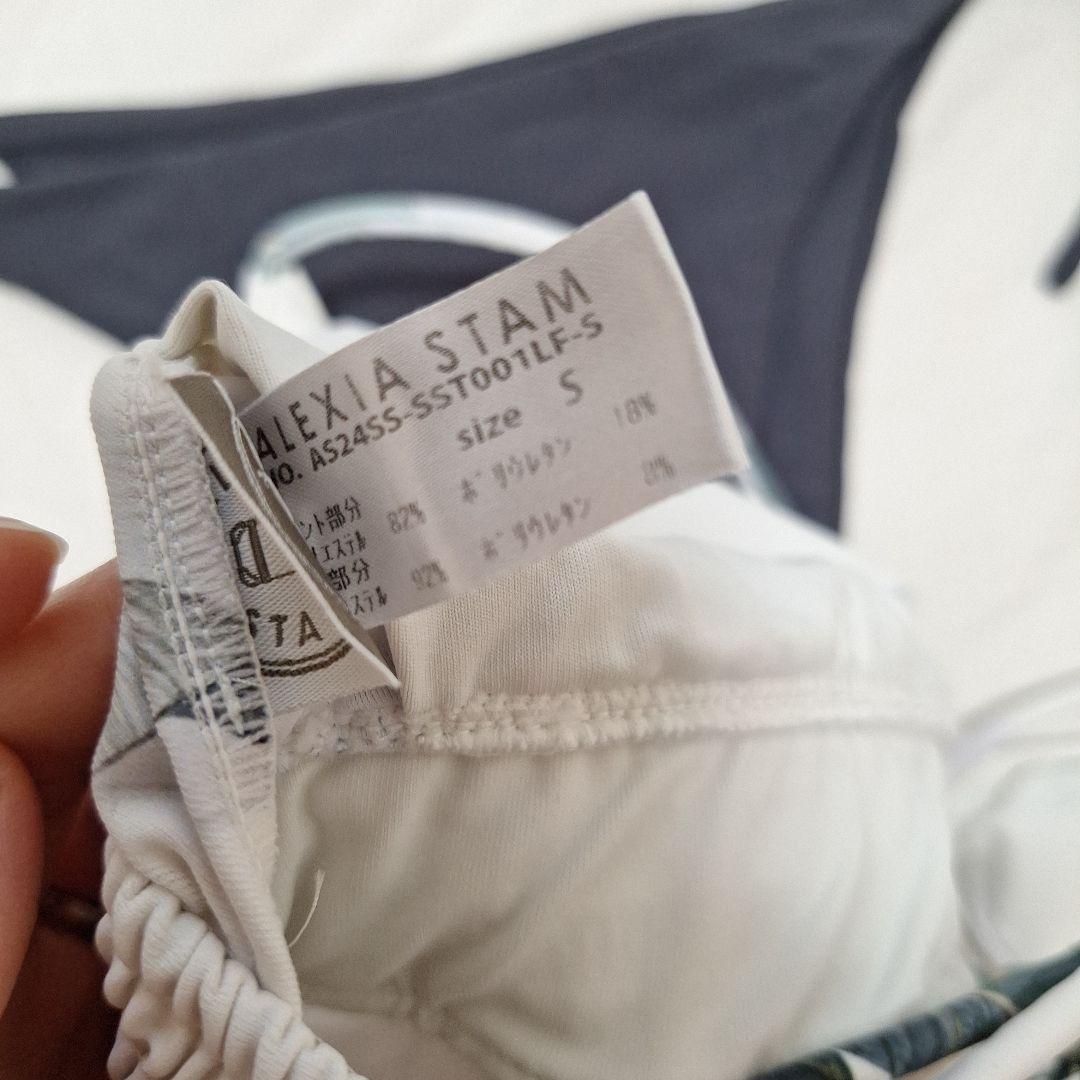 ALEXIA STAM
NO. AS24SS-SST001LF-S
size S
ント部分
エステル 82% ポリウレタン 18%
部分
エステル 92% ポリウレタン 8%
STA